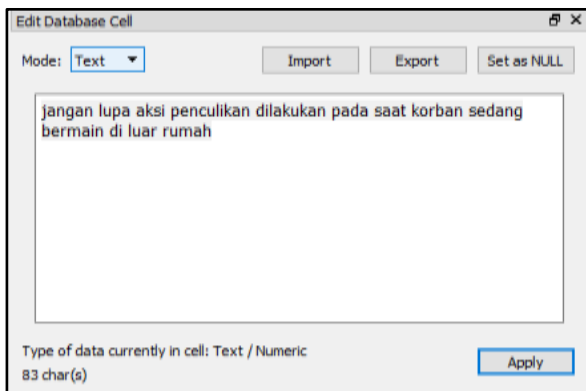 Edit Database Cell
Mode: Text Import Export Set as NULL
jangan lupa aksi penculikan dilakukan pada saat korban sedang
bermain di luar rumah
Type of data currently in cell: Text / Numeric
83 char(s)
Apply